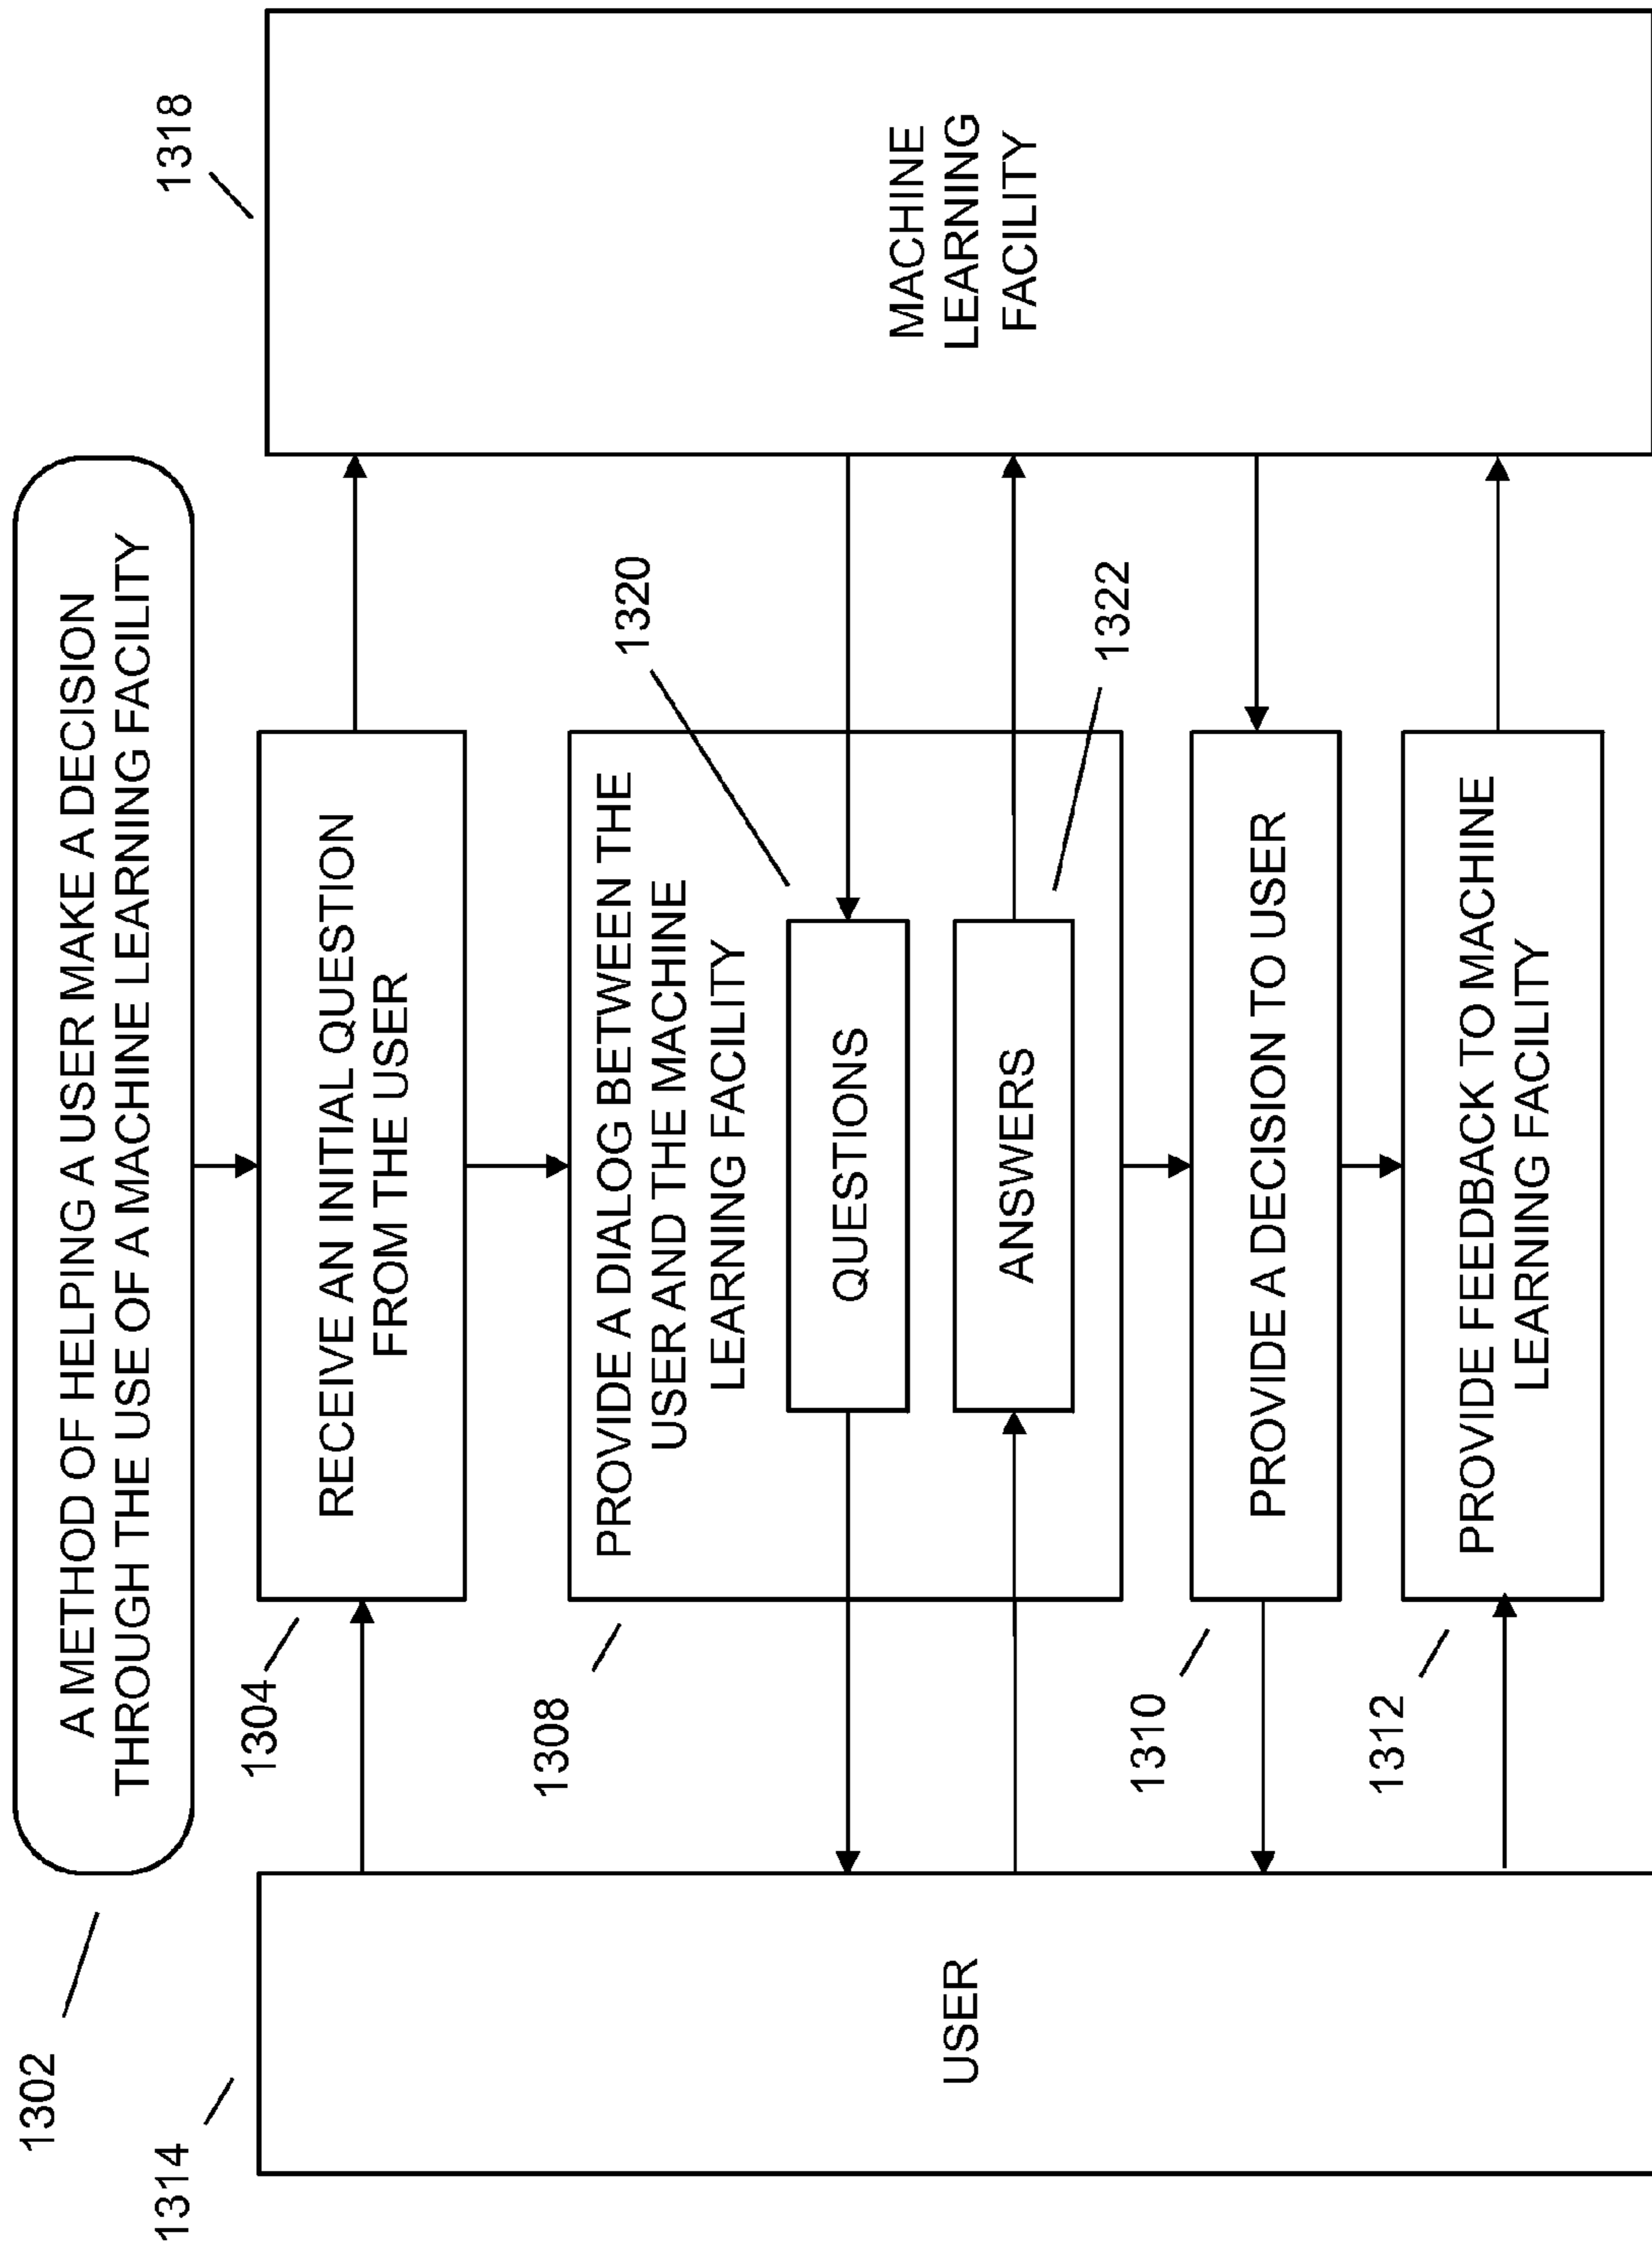 1302
A METHOD OF HELPING A USER MAKE A DECISION
THROUGH THE USE OF A MACHINE LEARNING FACILITY
1314
1318
USER
1304
RECEIVE AN INITIAL QUESTION
FROM THE USER
1308
PROVIDE A DIALOG BETWEEN THE
USER AND THE MACHINE
LEARNING FACILITY
1320
QUESTIONS
ANSWERS
1322
1310
PROVIDE A DECISION TO USER
1312
PROVIDE FEEDBACK TO MACHINE
LEARNING FACILITY
MACHINE
LEARNING
FACILITY